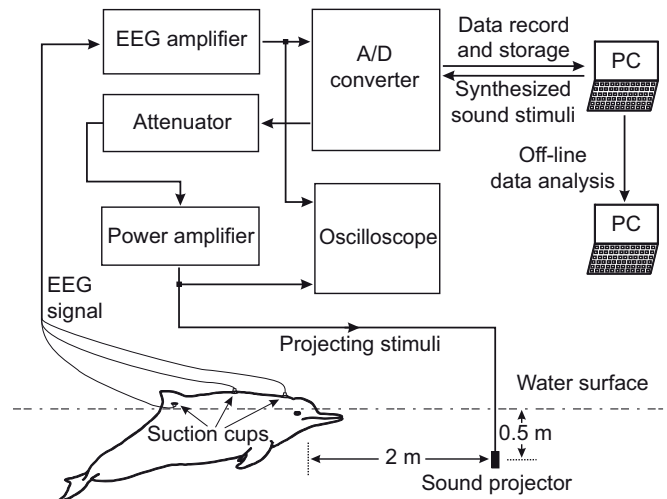 EEG amplifier
A/D
converter
Data record
and storage
PC
Synthesized
sound stimuli
Attenuator
Off-line
data analysis
PC
Power amplifier
Oscilloscope
EEG
signal
Projecting stimuli
Water surface
Suction cups
0.5 m
2 m
Sound projector